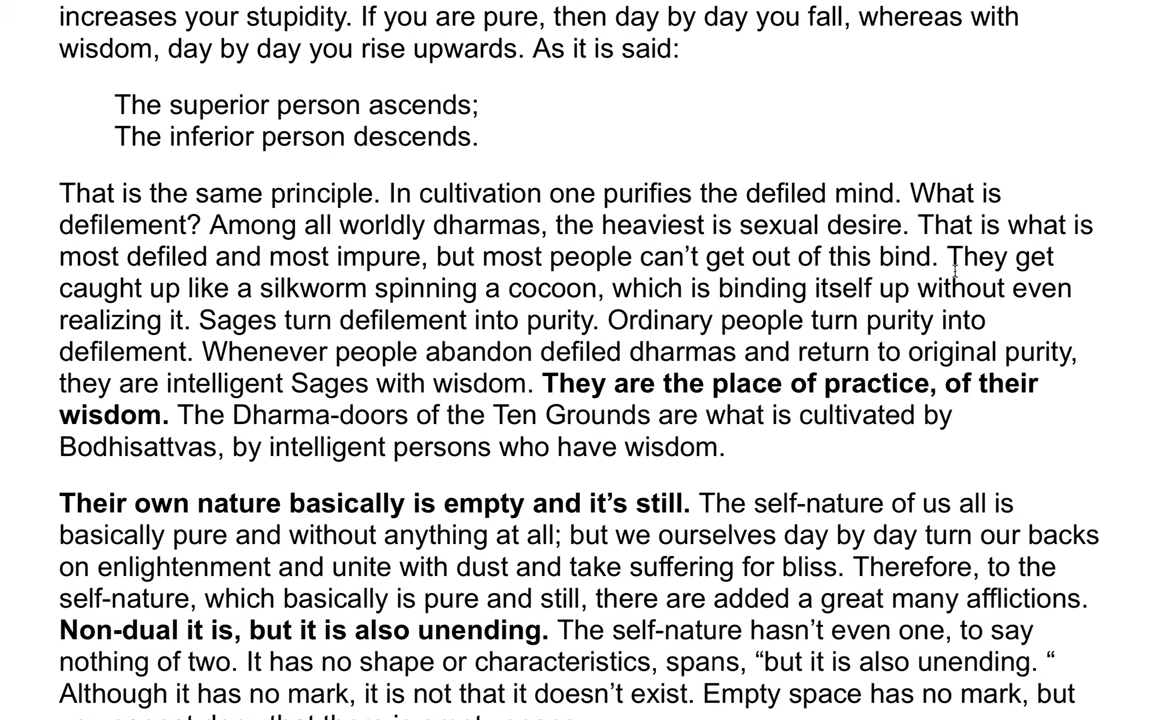 increases your stupidity. If you are pure, then day by day you fall, whereas with
wisdom, day by day you rise upwards. As it is said:
The superior person ascends;
The inferior person descends.
That is the same principle. In cultivation one purifies the defiled mind. What is
defilement? Among all worldly dharmas, the heaviest is sexual desire. That is what is
most defiled and most impure, but most people can’t get out of this bind. They get
caught up like a silkworm spinning a cocoon, which is binding itself up without even
realizing it. Sages turn defilement into purity. Ordinary people turn purity into
defilement. Whenever people abandon defiled dharmas and return to original purity,
they are intelligent Sages with wisdom. They are the place of practice, of their
wisdom. The Dharma-doors of the Ten Grounds are what is cultivated by
Bodhisattvas, by intelligent persons who have wisdom.
Their own nature basically is empty and it’s still. The self-nature of us all is
basically pure and without anything at all; but we ourselves day by day turn our backs
on enlightenment and unite with dust and take suffering for bliss. Therefore, to the
self-nature, which basically is pure and still, there are added a great many afflictions.
Non-dual it is, but it is also unending. The self-nature hasn’t even one, to say
nothing of two. It has no shape or characteristics, spans, “but it is also unending. “
Although it has no mark, it is not that it doesn’t exist. Empty space has no mark, but